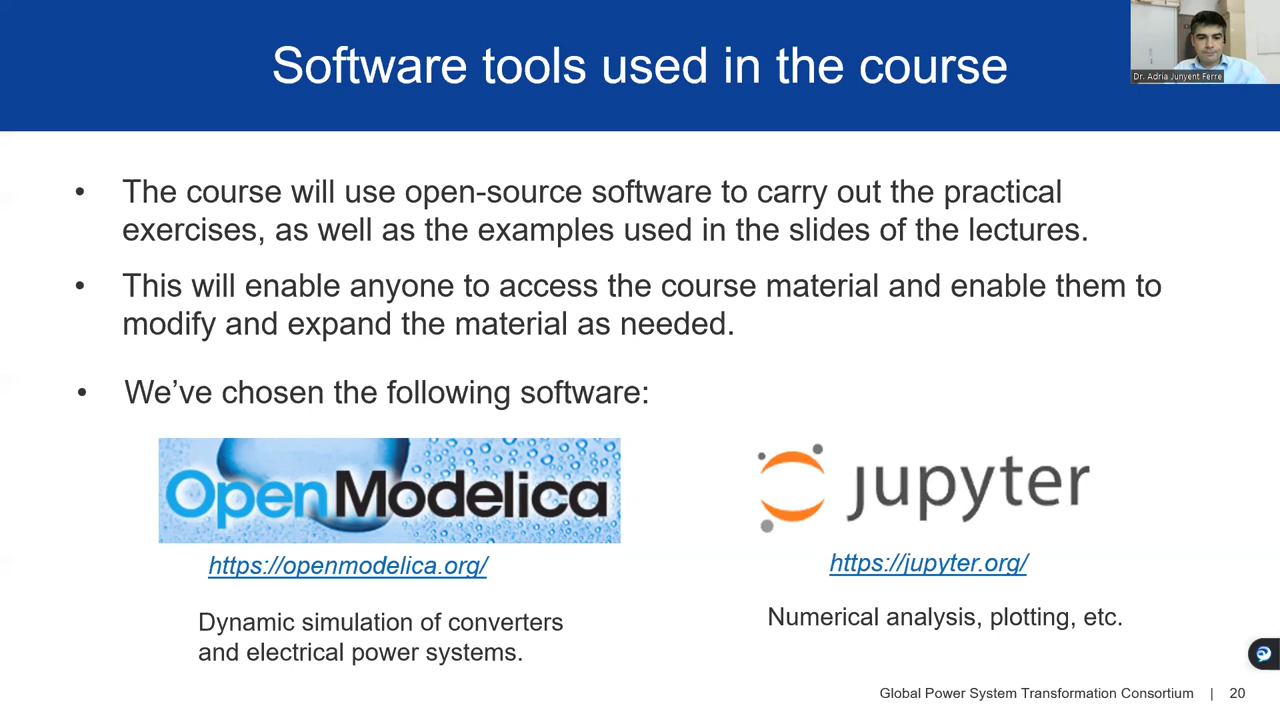 Software tools used in the course
Dr. Adria Junyent Ferre
• The course will use open-source software to carry out the practical
exercises, as well as the examples used in the slides of the lectures.
• This will enable anyone to access the course material and enable them to
modify and expand the material as needed.
• We’ve chosen the following software:
OpenModelica
jupyter
https://openmodelica.org/
https://jupyter.org/
Dynamic simulation of converters
and electrical power systems.
Numerical analysis, plotting, etc.
Global Power System Transformation Consortium | 20